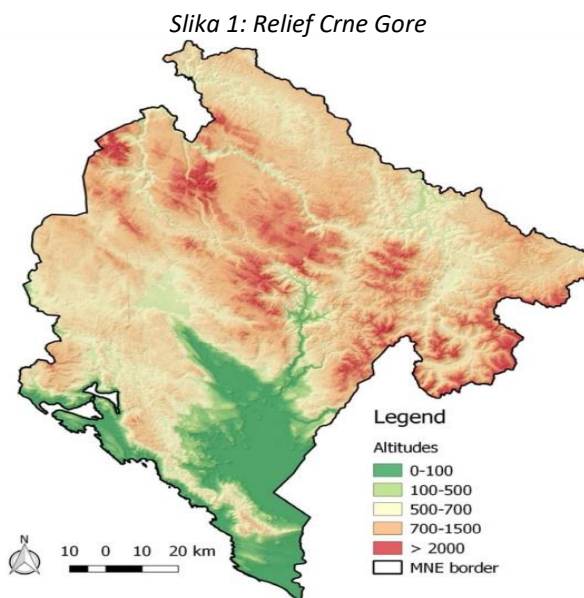 Slika 1: Relief Crne Gore
Legend
Altitudes
0-100
100-500
500-700
700-1500
> 2000
MNE border
N
10 0 10 20 km